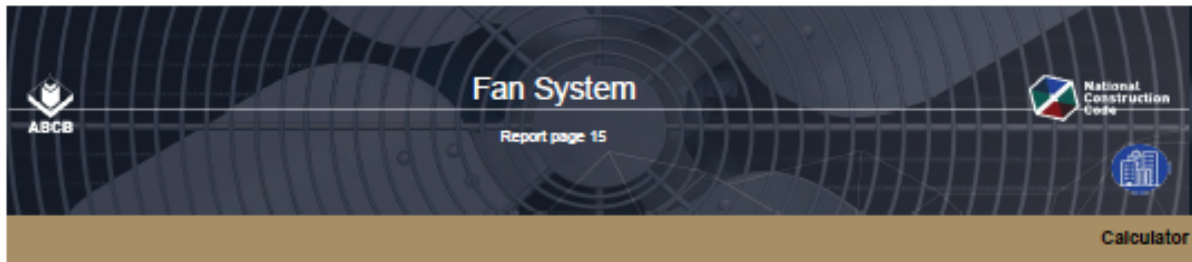 Fan System
National
Construction
Code
ABCB
Report page 15
Calculator